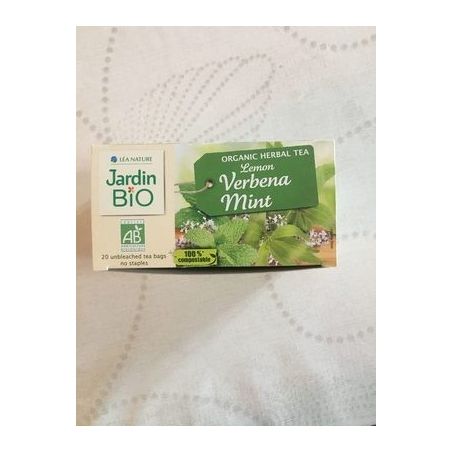 LÉA NATURE
Jardin
BiO
AB
20 unbleached tea bags
no staples
ORGANIC HERBAL TEA
Lemon
Verbena
Mint
100 %
compostable